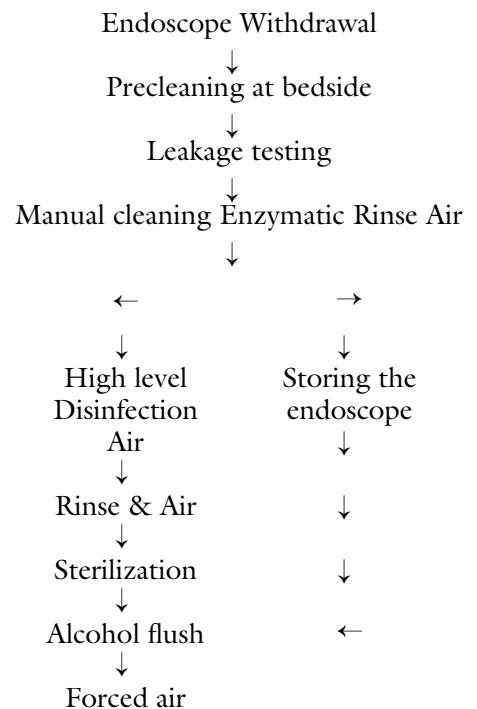 Endoscope Withdrawal
↓
Precleaning at bedside
↓
Leakage testing
↓
Manual cleaning Enzymatic Rinse Air
↓
← →
↓ ↓
High level Storing the
Disinfection endoscope
Air ↓
↓
Rinse & Air ↓
↓
Sterilization ↓
↓
Alcohol flush ←
↓
Forced air